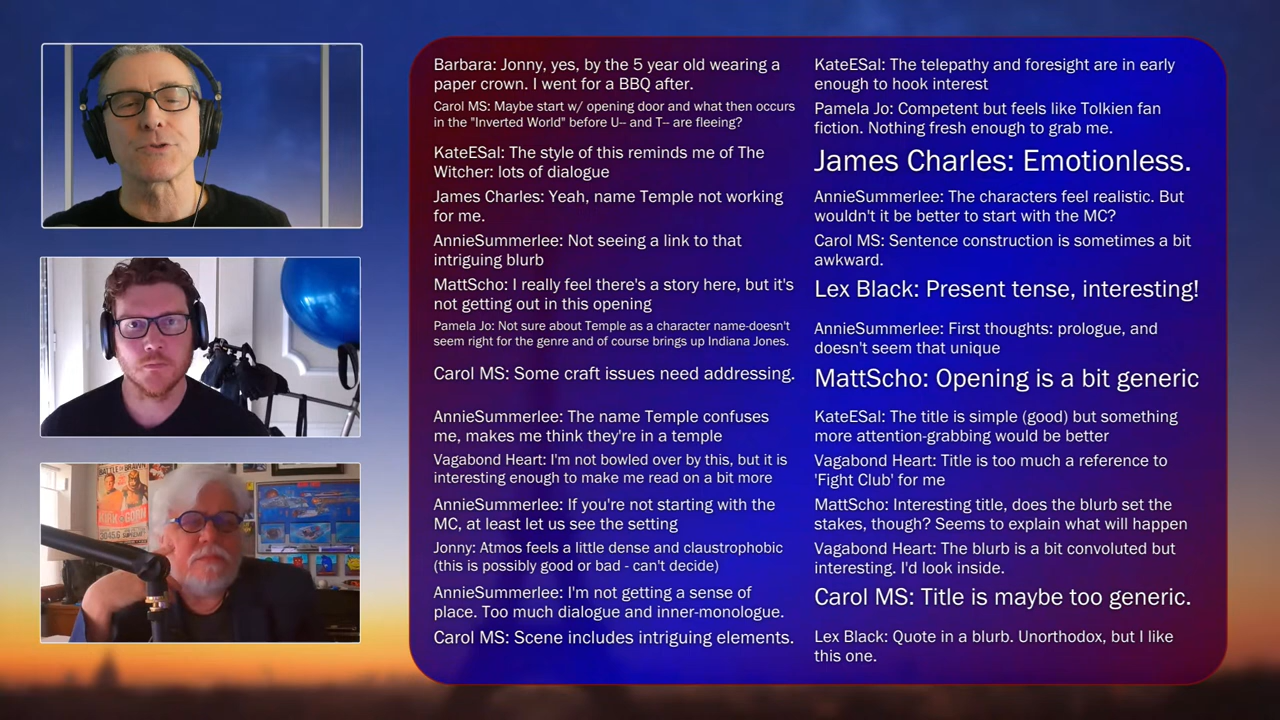 BATTLE OF BRAWN
KIRK GORN
3045.6
Barbara: Jonny, yes, by the 5 year old wearing a
paper crown. I went for a BBQ after.
Carol MS: Maybe start w/ opening door and what then occurs
in the "Inverted World" before U-- and T-- are fleeing?
KateESal: The style of this reminds me of The
Witcher: lots of dialogue
James Charles: Yeah, name Temple not working
for me.
AnnieSummerlee: Not seeing a link to that
intriguing blurb
MattScho: I really feel there's a story here, but it's
not getting out in this opening
Pamela Jo: Not sure about Temple as a character name-doesn't
seem right for the genre and of course brings up Indiana Jones.
Carol MS: Some craft issues need addressing.
AnnieSummerlee: The name Temple confuses
me, makes me think they're in a temple
Vagabond Heart: I'm not bowled over by this, but it is
interesting enough to make me read on a bit more
AnnieSummerlee: If you're not starting with the
MC, at least let us see the setting
Jonny: Atmos feels a little dense and claustrophobic
(this is possibly good or bad - can't decide)
AnnieSummerlee: I'm not getting a sense of
place. Too much dialogue and inner-monologue.
Carol MS: Scene includes intriguing elements.
KateESal: The telepathy and foresight are in early
enough to hook interest
Pamela Jo: Competent but feels like Tolkien fan
fiction. Nothing fresh enough to grab me.
James Charles: Emotionless.
AnnieSummerlee: The characters feel realistic. But
wouldn't it be better to start with the MC?
Carol MS: Sentence construction is sometimes a bit
awkward.
Lex Black: Present tense, interesting!
AnnieSummerlee: First thoughts: prologue, and
doesn't seem that unique
MattScho: Opening is a bit generic
KateESal: The title is simple (good) but something
more attention-grabbing would be better
Vagabond Heart: Title is too much a reference to
'Fight Club' for me
MattScho: Interesting title, does the blurb set the
stakes, though? Seems to explain what will happen
Vagabond Heart: The blurb is a bit convoluted but
interesting. I'd look inside.
Carol MS: Title is maybe too generic.
Lex Black: Quote in a blurb. Unorthodox, but I like
this one.